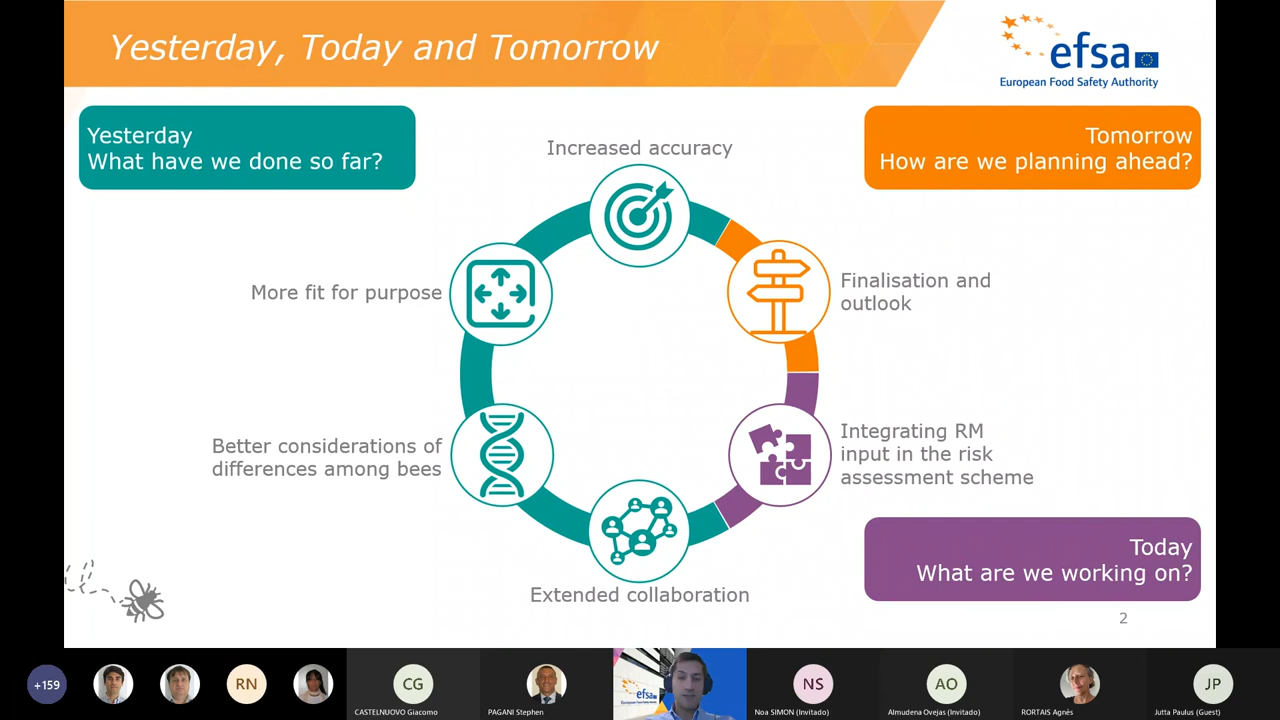 Yesterday, Today and Tomorrow
efsa
European Food Safety Authority
Yesterday
What have we done so far?
Tomorrow
How are we planning ahead?
Increased accuracy
More fit for purpose
Finalisation and
outlook
Better considerations of
differences among bees
Integrating RM
input in the risk
assessment scheme
Extended collaboration
Today
What are we working on?
2
+159
RN
CG
CASTELNUOVO Giacomo
PAGANI Stephen
efsa
NS
Noa SIMON (Invitado)
AO
Almudena Ovejas (Invitado)
RORTAIS Agnès
JP
Jutta Paulus (Guest)